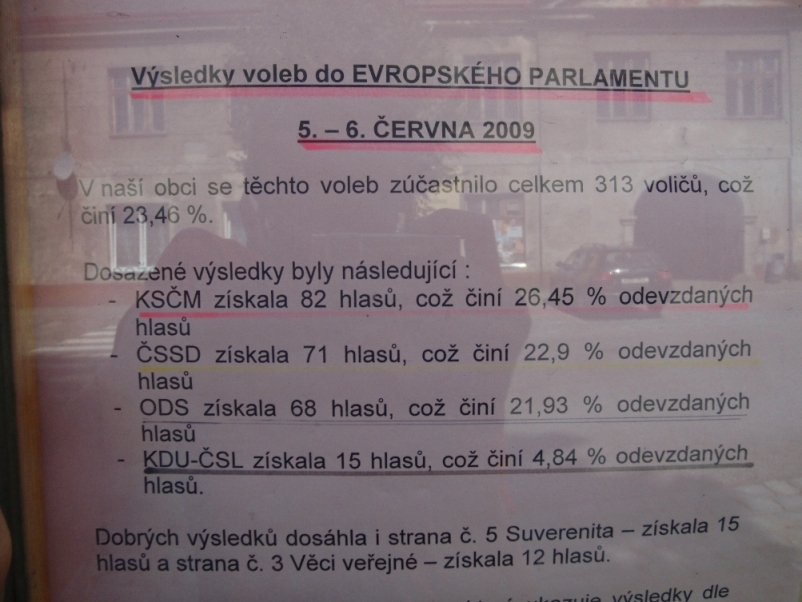 Výsledky voleb do EVROPSKÉHO PARLAMENTU
5. – 6. ČERVNA 2009
V naší obci se těchto voleb zúčastnilo celkem 313 voličů, což
činí 23,46 %.
Dosažené výsledky byly následující :
- KSČM získala 82 hlasů, což činí 26,45 % odevzdaných
hlasů
- ČSSD získala 71 hlasů, což činí 22,9 % odevzdaných
hlasů
- ODS získala 68 hlasů, což činí 21,93 % odevzdaných
hlasů
- KDU-ČSL získala 15 hlasů, což činí 4,84 % odevzdaných
hlasů.
Dobrých výsledků dosáhla i strana č. 5 Suverenita – získala 15
hlasů a strana č. 3 Věci veřejné – získala 12 hlasů.
ukazuje výsledky dle